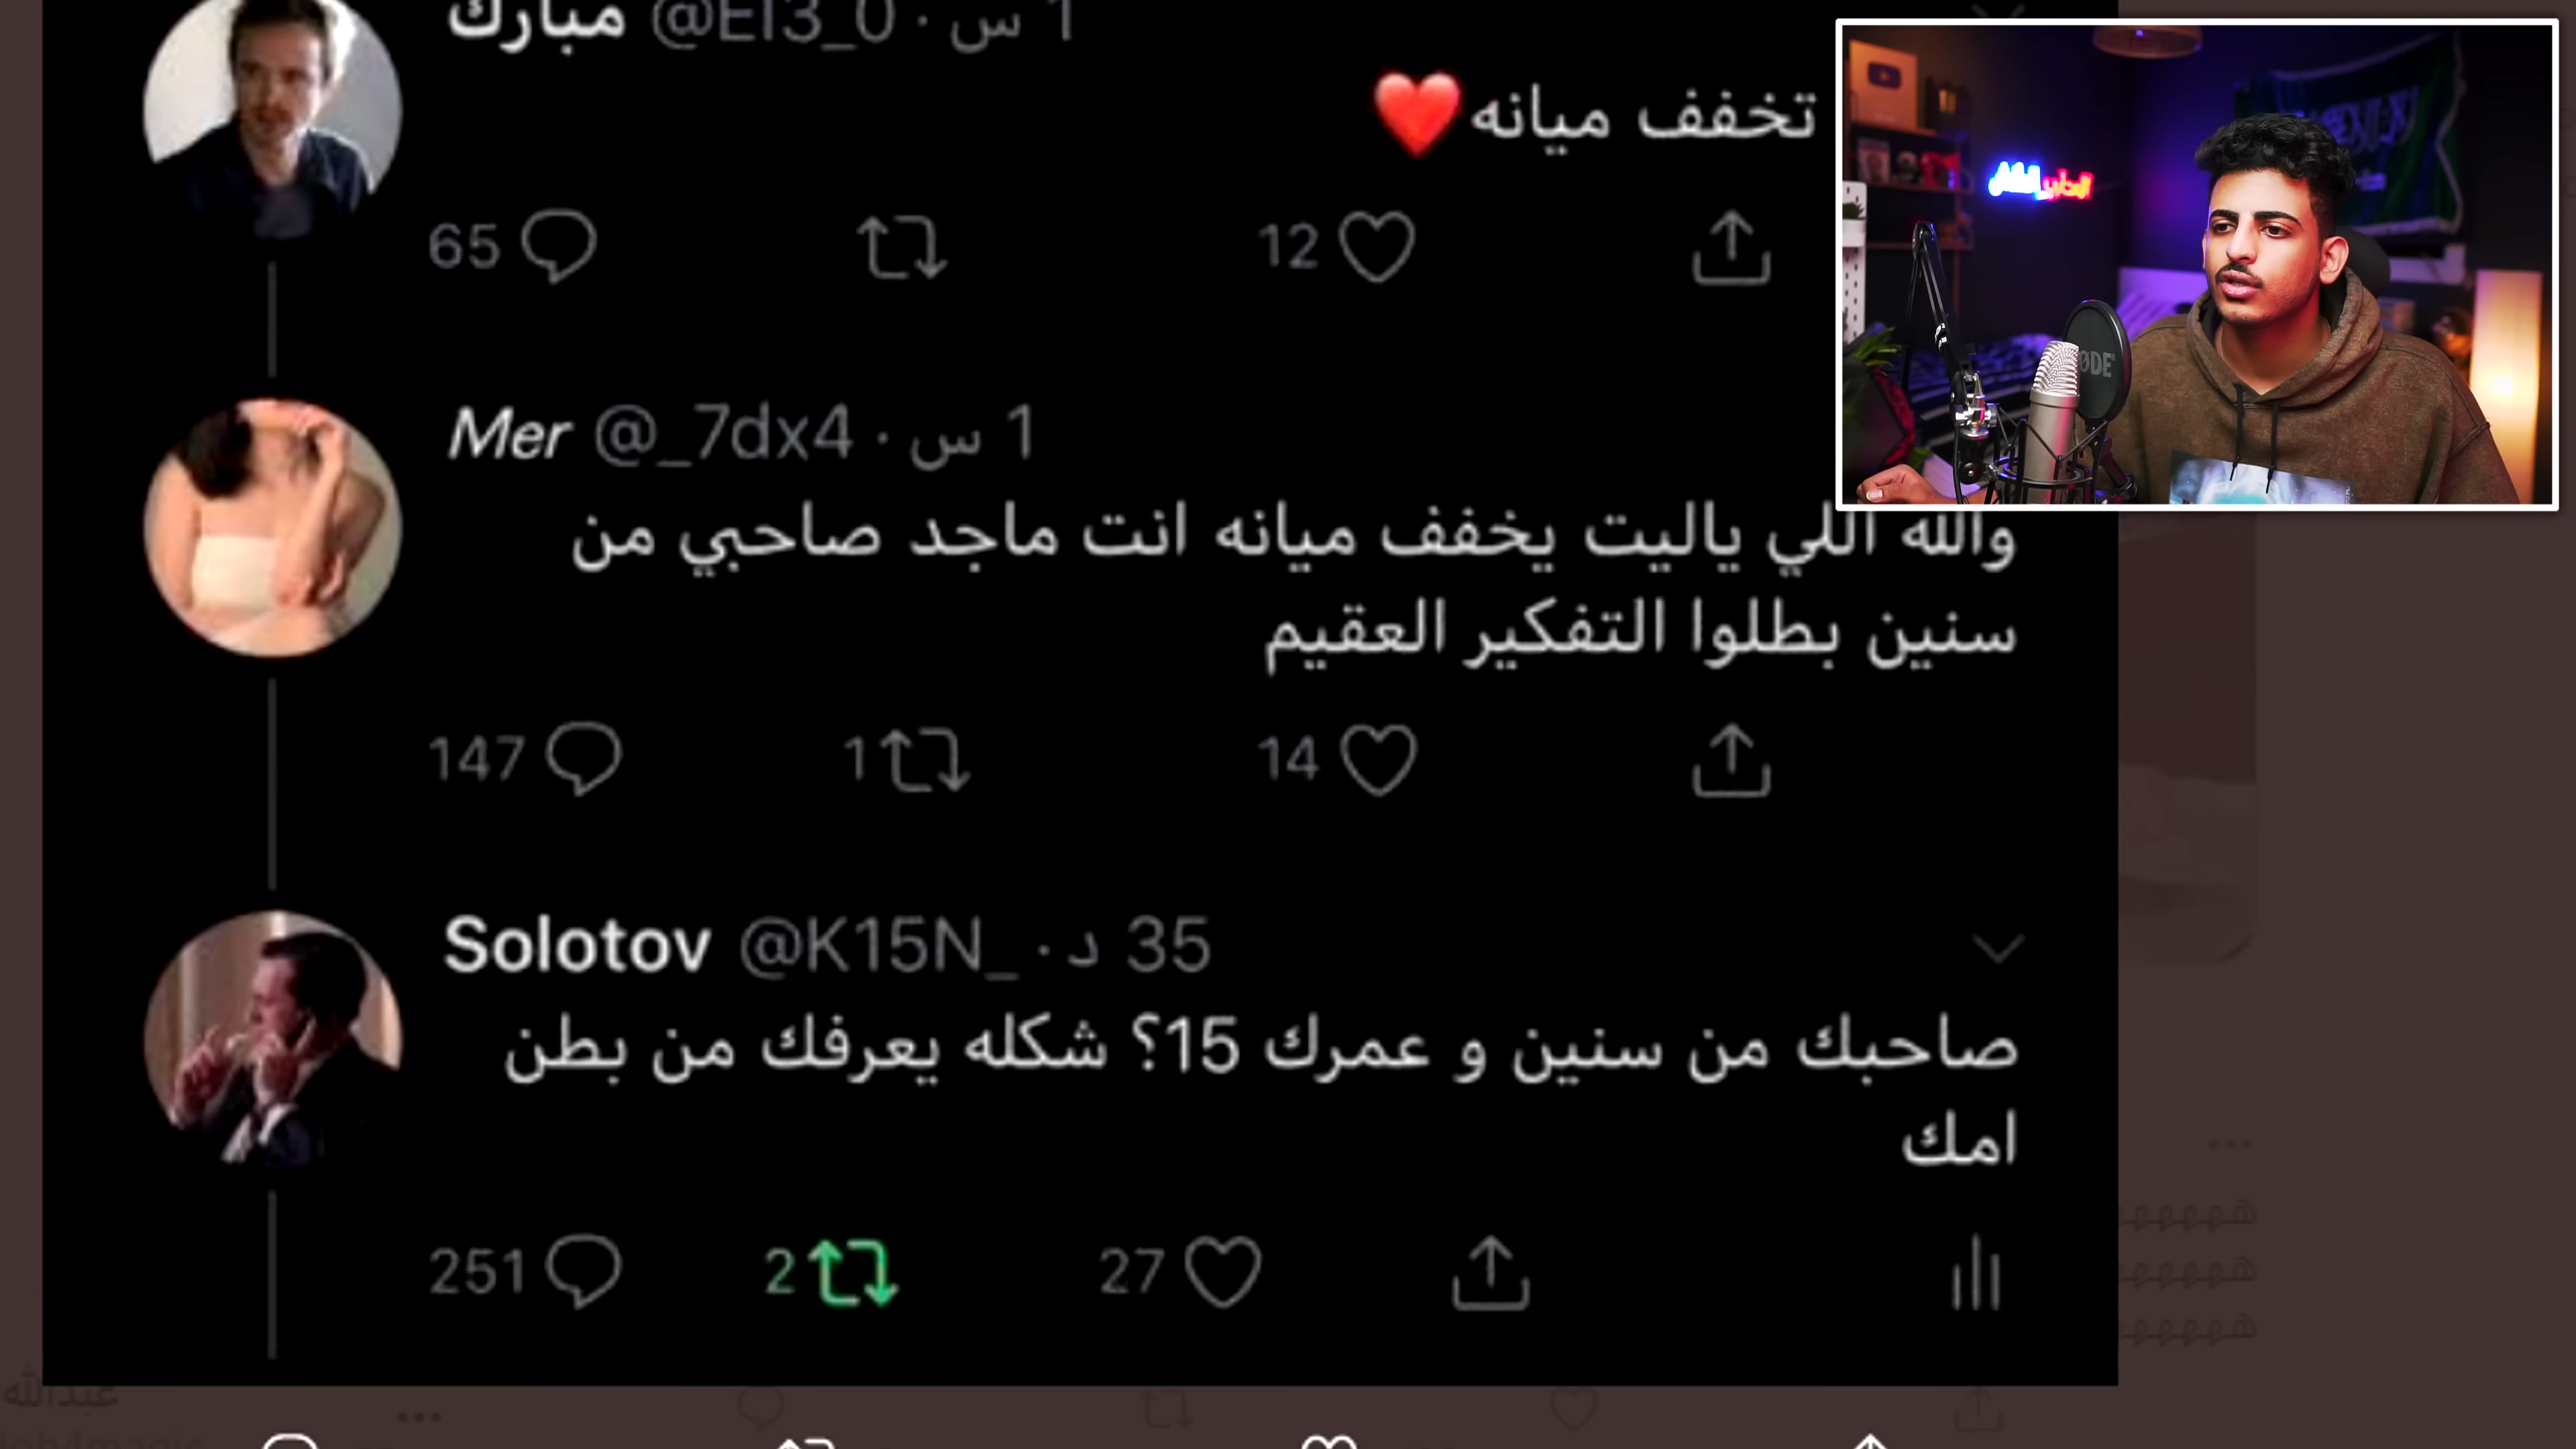 مبارك @EI3_0 · 1 س
تخفف ميانه❤️
65
12
Mer @_7dx4 · 1 س
والله اللي ياليت يخفف ميانه انت ماجد صاحبي من
سنين بطلوا التفكير العقيم
147
1
14
Solotov @K15N_ · 35 د
صاحبك من سنين و عمرك 15؟ شكله يعرفك من بطن
امك
251
2
27
عبدالله